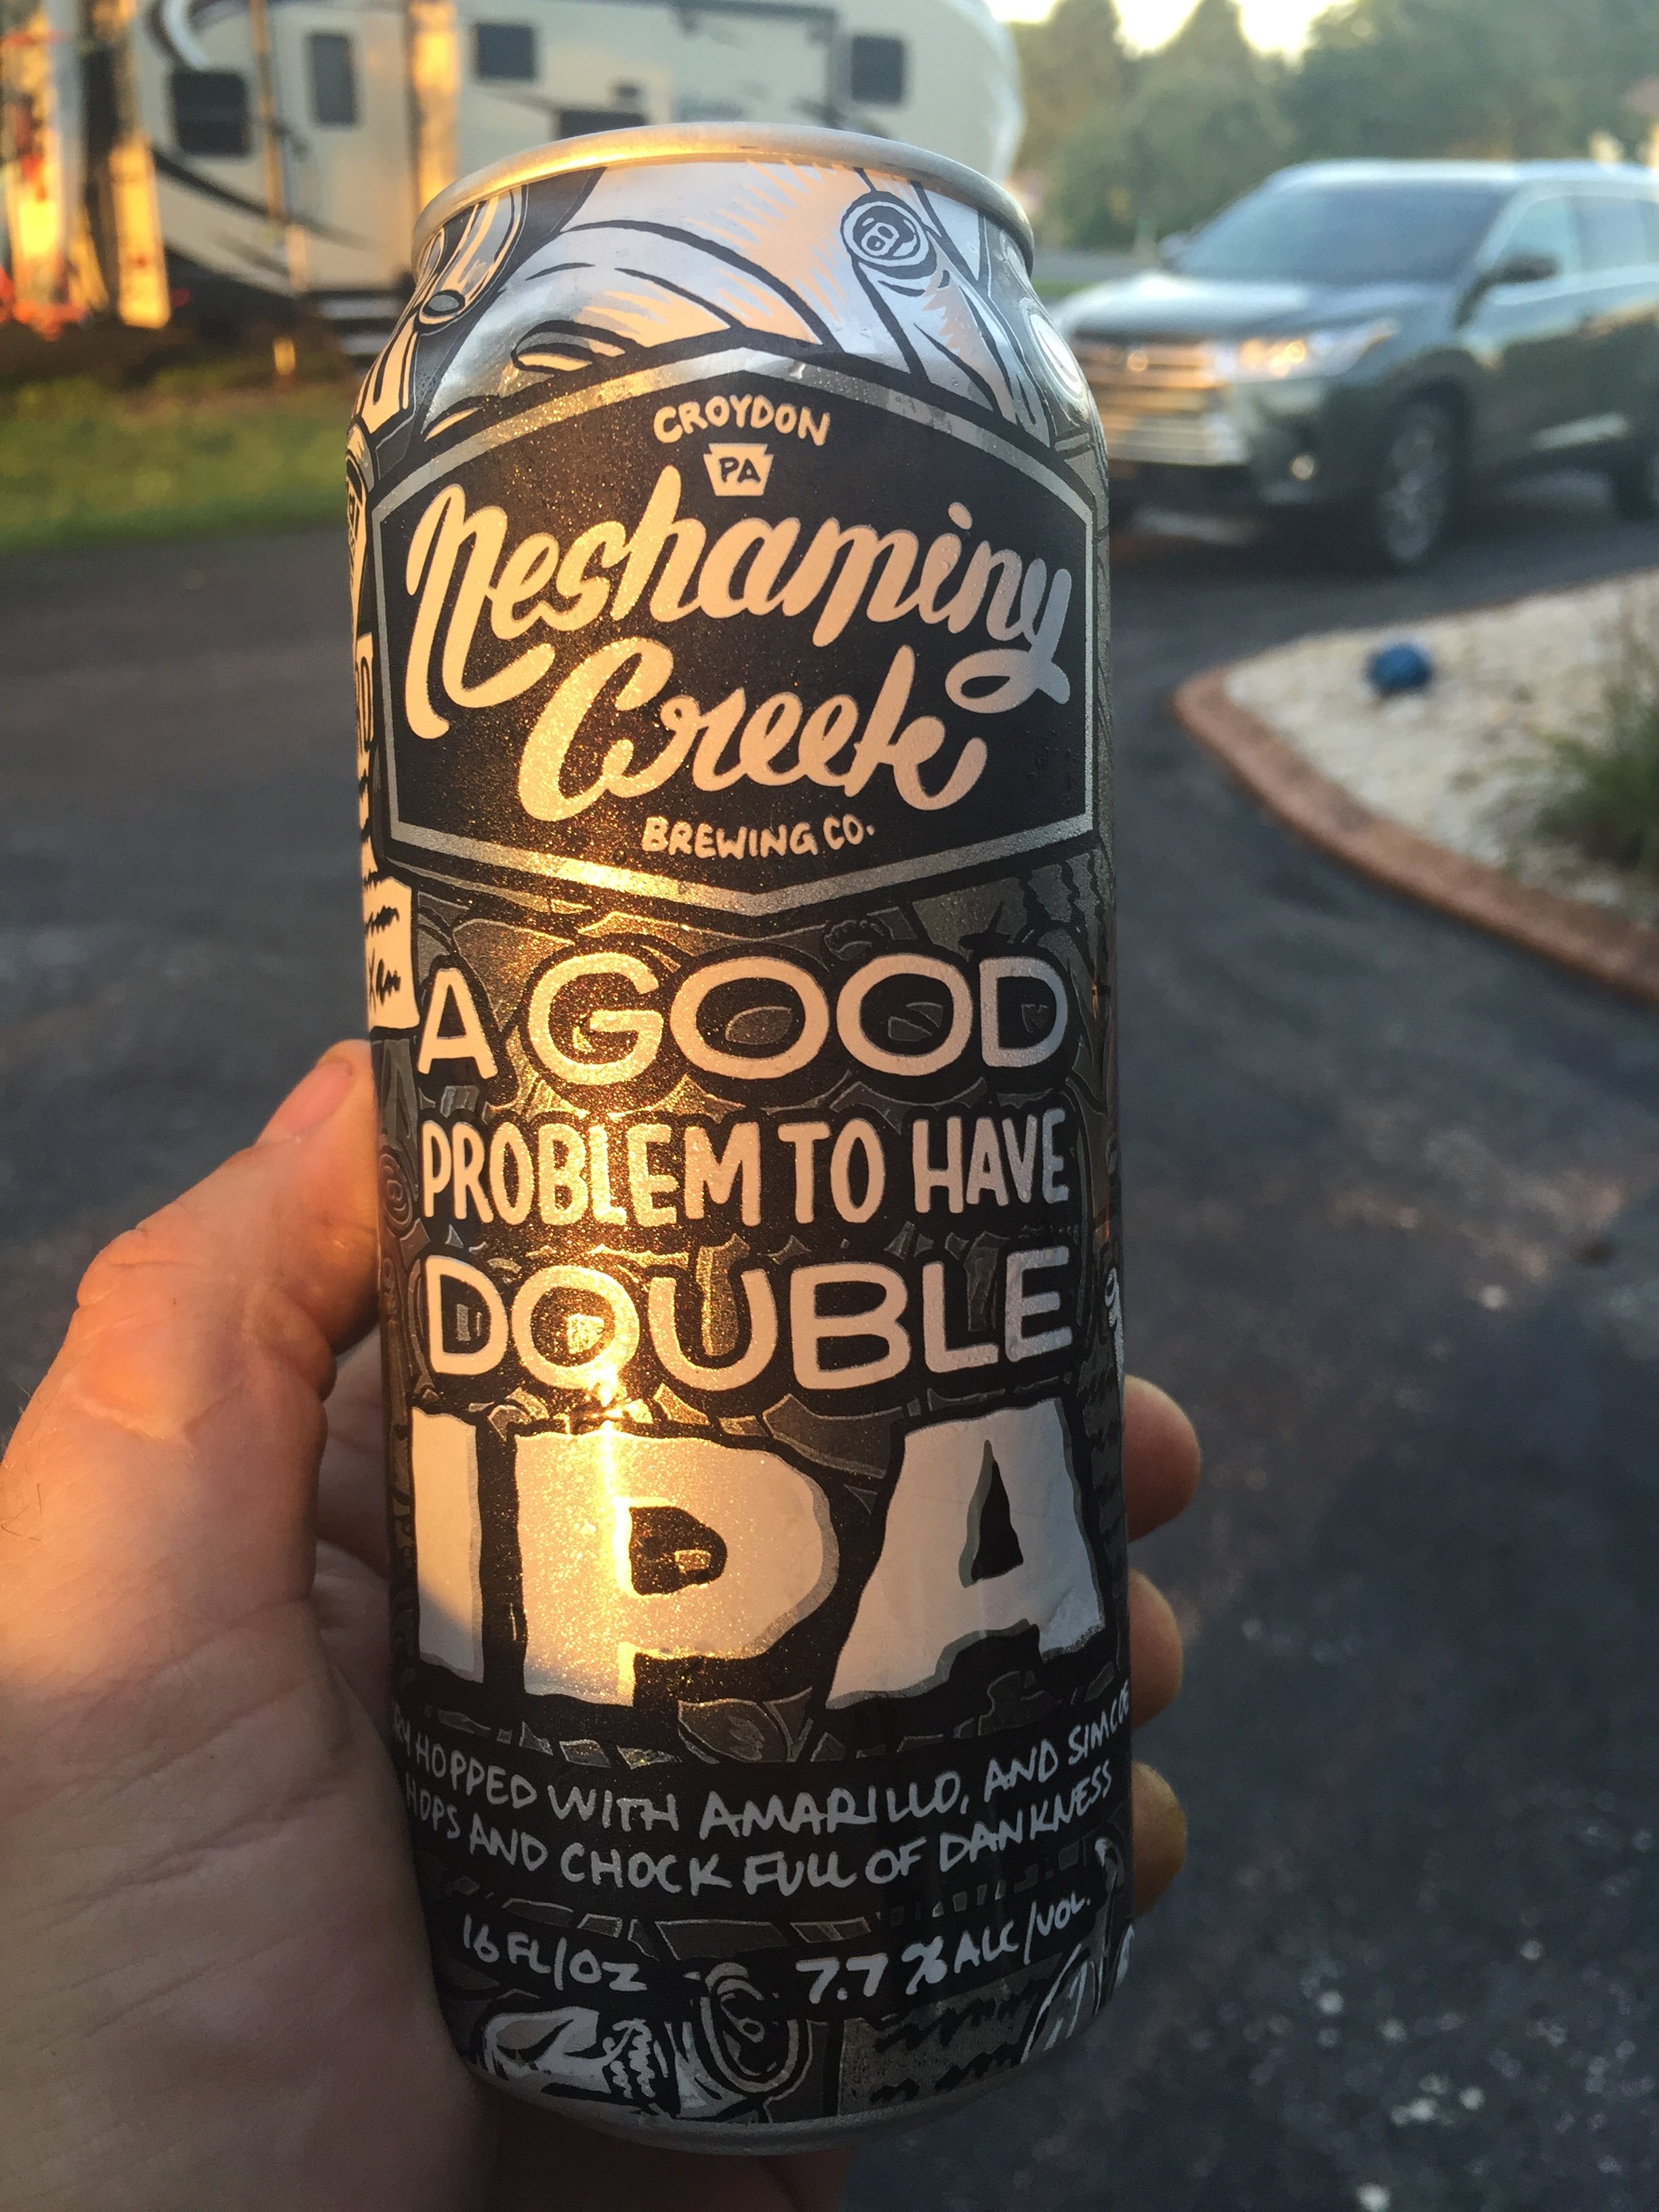 CROYDON
PA
Neshaminy
Creek
BREWING CO.
A GOOD
PROBLEM TO HAVE
DOUBLE
IPA
HOPPED WITH AMARILLO, AND SIMCOE
HOPS AND CHOCK FULL OF DANKNESS
16 FL/OZ 7.7% ALC/VOL.